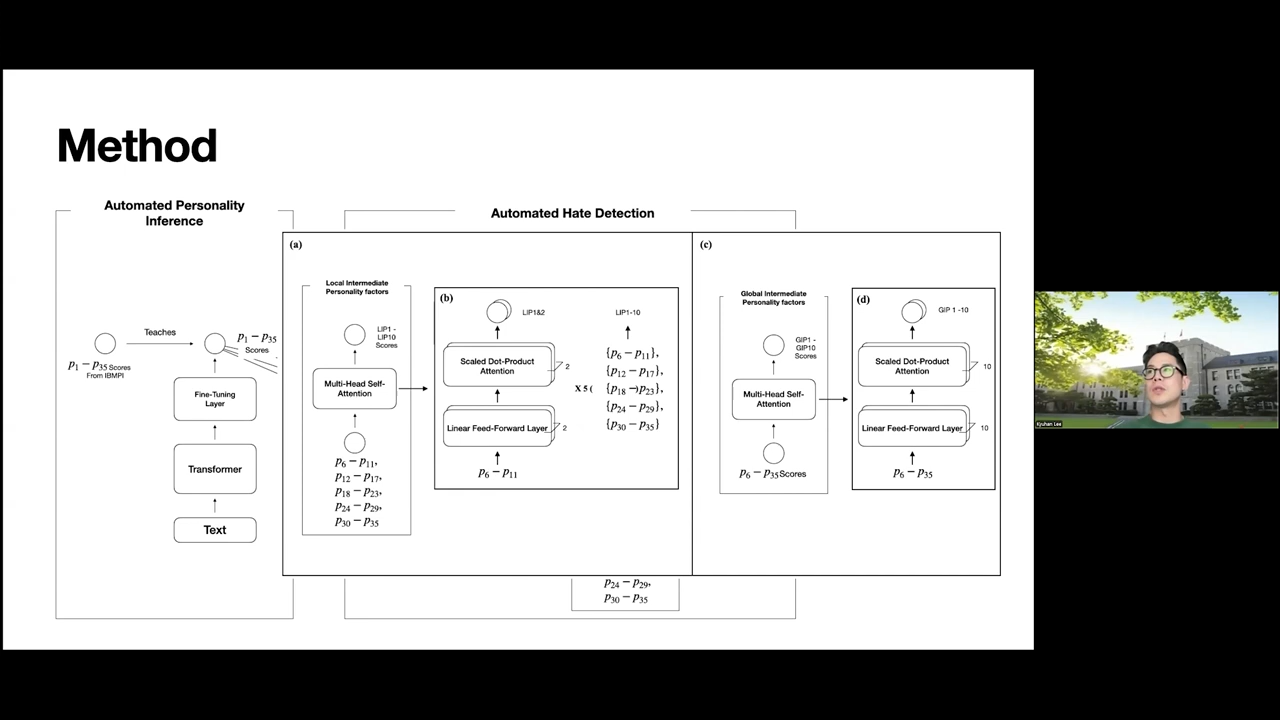 Method
Automated Personality
Inference
Teaches
p1 – p35 Scores
From IBMPI
p1 – p35
Scores
Fine-Tuning
Layer
Transformer
Text
Automated Hate Detection
(a)
Local Intermediate
Personality factors
LIP1 -
LIP10
Scores
Multi-Head Self-
Attention
p6 – p11,
p12 – p17,
p18 – p23,
p24 – p29,
p30 – p35
(b)
LIP1&2
Scaled Dot-Product
Attention
2
Linear Feed-Forward Layer
2
p6 – p11
LIP1-10
X 5 (
{p6 – p11},
{p12 – p17},
{p18 –)p23},
{p24 – p29},
{p30 – p35}
(c)
Global Intermediate
Personality factors
GIP1 -
GIP10
Scores
Multi-Head Self-
Attention
p6 – p35 Scores
(d)
GIP 1 -10
Scaled Dot-Product
Attention
10
Linear Feed-Forward Layer
10
p6 – p35
p24 – p29,
p30 – p35
Kyuhan Lee